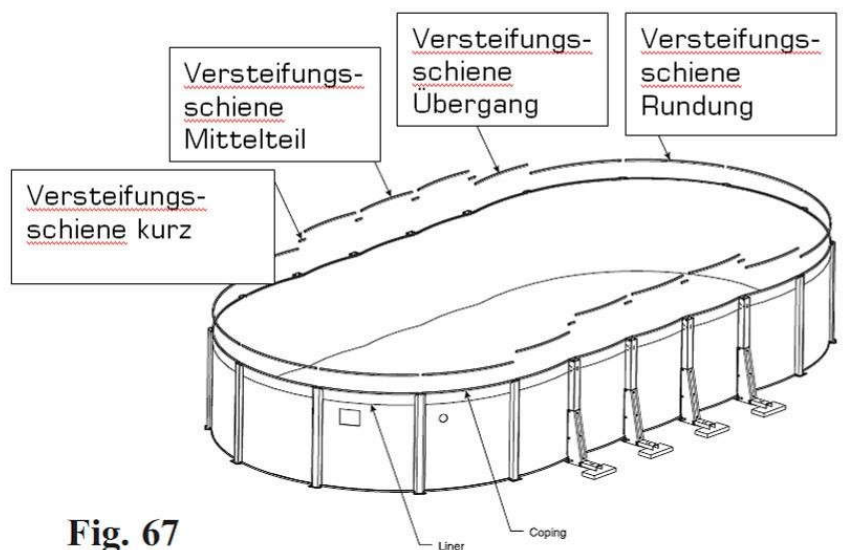 Versteifungs-
schiene
Übergang
Versteifungs-
schiene
Rundung
Versteifungs-
schiene
Mittelteil
Versteifungs-
schiene kurz
Fig. 67
Liner
Coping